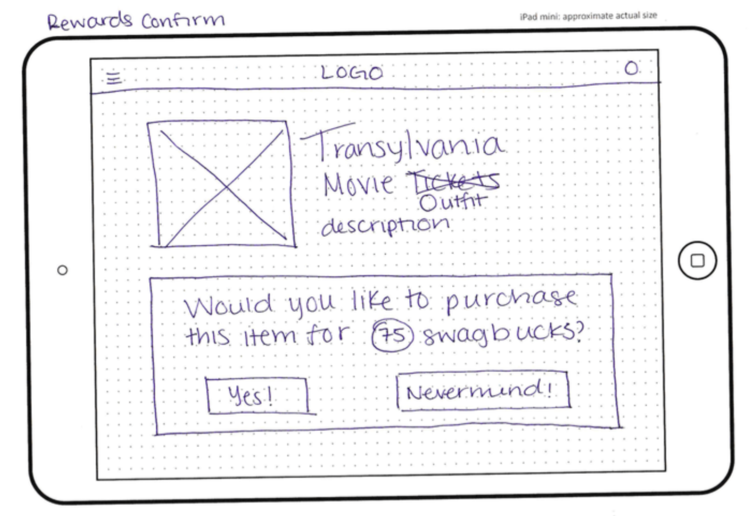 Rewards Confirm
iPad mini: approximate actual size
LOGO
Transylvania
Movie Tickets
Outfit
description
Would you like to purchase
this item for 75 swagbucks?
Yes! Nevermind!